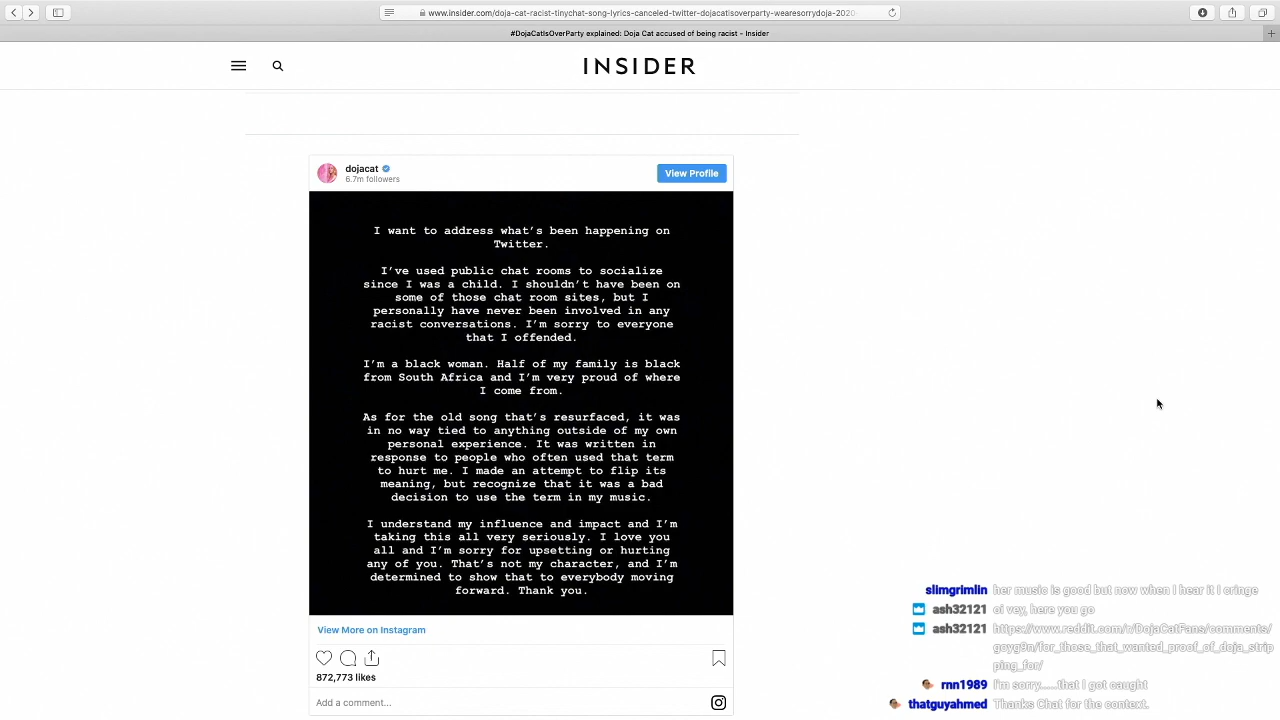 www.insider.com/doja-cat-racist-tinychat-song-lyrics-canceled-twitter-dojacatisoverparty-wearesorrydoja-2020-
#DojaCatIsOverParty explained: Doja Cat accused of being racist - Insider
INSIDER
dojacat
6.7m followers
View Profile
I want to address what's been happening on
Twitter.
I've used public chat rooms to socialize
since I was a child. I shouldn't have been on
some of those chat room sites, but I
personally have never been involved in any
racist conversations. I'm sorry to everyone
that I offended.
I'm a black woman. Half of my family is black
from South Africa and I'm very proud of where
I come from.
As for the old song that's resurfaced, it was
in no way tied to anything outside of my own
personal experience. It was written in
response to people who often used that term
to hurt me. I made an attempt to flip its
meaning, but recognize that it was a bad
decision to use the term in my music.
I understand my influence and impact and I'm
taking this all very seriously. I love you
all and I'm sorry for upsetting or hurting
any of you. That's not my character, and I'm
determined to show that to everybody moving
forward. Thank you.
View More on Instagram
872,773 likes
Add a comment...
slimgrimlin her music is good but now when I hear it I cringe
ash32121 oi vey, here you go
ash32121 https://www.reddit.com/r/DojaCatFans/comments/
goyg9n/for_those_that_wanted_proof_of_doja_strip
ping_for/
rnn1989 I'm sorry......that I got caught
thatguyahmed Thanks Chat for the context.